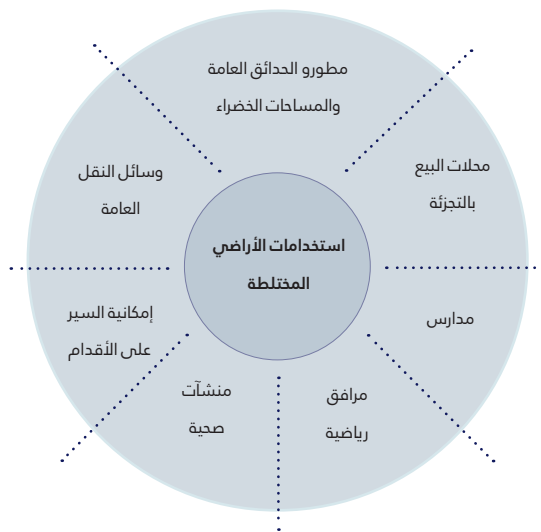 مطورو الحدائق العامة
والمساحات الخضراء
محلات البيع
بالتجزئة
وسائل النقل
العامة
استخدامات الأراضي
المختلطة
مدارس
إمكانية السير
على الأقدام
مرافق
رياضية
منشآت
صحية